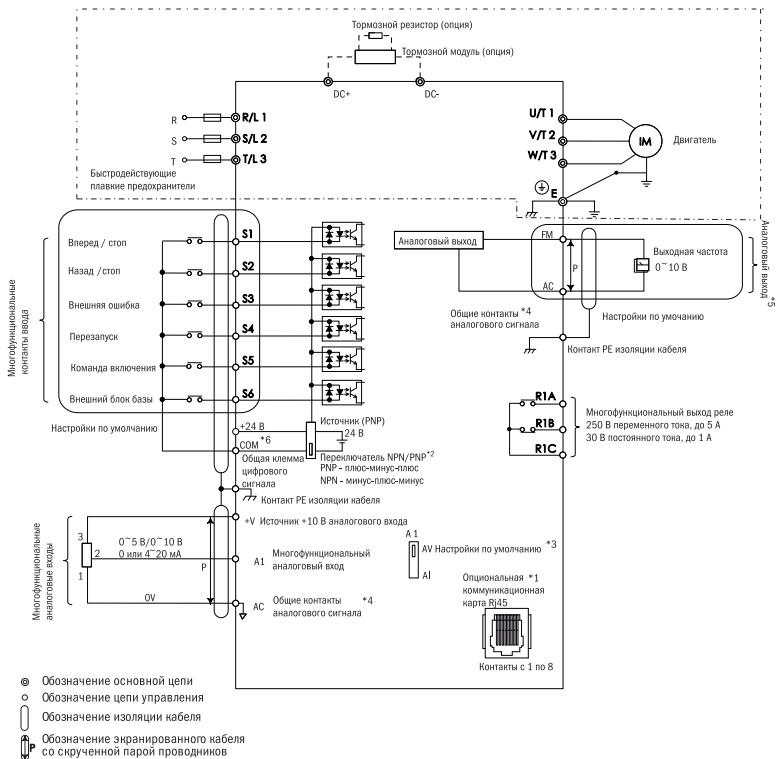 Тормозной резистор (опция)
Тормозной модуль (опция)
DC+
DC-
R
R/L 1
S
S/L 2
T
T/L 3
Быстродействующие
плавкие предохранители
U/T 1
V/T 2
W/T 3
IM
Двигатель
E
Многофункциональные
контакты ввода
Вперед / стоп
S1
Назад /стоп
S2
Внешняя ошибка
S3
Перезапуск
S4
Команда включения
S5
Внешний блок базы
S6
Настройки по умолчанию
Аналоговый выход
FM
AC
P
Выходная частота
0~10 В
Аналоговый
выход
*5
Общие контакты *4
аналогового сигнала
Настройки по умочанию
Контакт PE изоляции кабеля
+24 В
*6
COM
Общая клемма
цифрового
сигнала
Источник (PNP)
24 В
Переключатель NPN/PNP*2
PNP - плюс-минус-плюс
NPN - минус-плюс-минус
Контакт PE изоляции кабеля
R1A
R1B
R1C
Многофункциональный выход реле
250 В переменного тока, до 5 А
30 В постоянного тока, до 1 А
Многофункциональные
аналоговые входы
3
2
1
0~5 В/0~10 В
0 или 4~20 мА
0V
P
+V Источник +10 В аналогового входа
A1
Многофункциональный
аналоговый вход
AC
Общие контакты *4
аналогового сигнала
A 1
AV Настройки по умолчанию *3
AI
Опциональная *1
коммуникационная
карта Rj45
Контакты с 1 по 8
Обозначение основной цепи
Обозначение цепи управления
Обозначение изоляции кабеля
P
Обозначение экранированного кабеля
со скрученной парой проводников